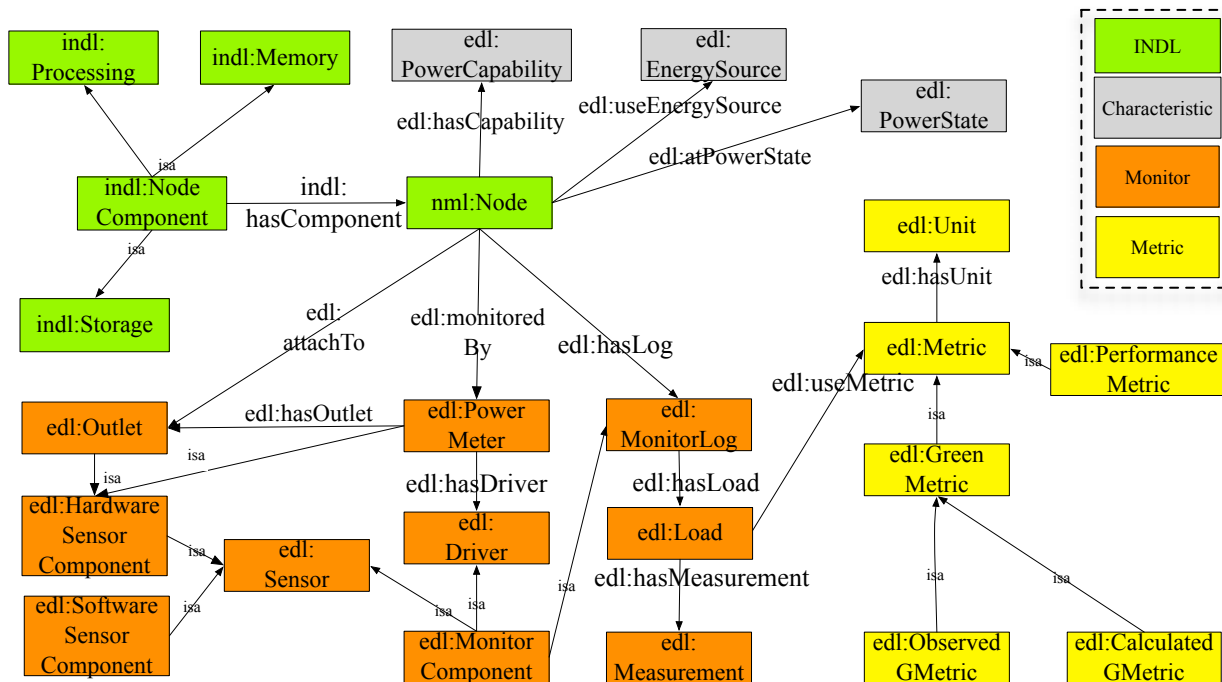 indl:
Processing
indl:Memory
edl:
PowerCapability
edl:
EnergySource
edl:
PowerState
INDL
Characteristic
Monitor
Metric
edl:hasCapability
edl:useEnergySource
edl:atPowerState
isa
indl:Node
Component
indl:
hasComponent
nml:Node
isa
indl:Storage
edl:
attachTo
edl:monitored
By
edl:hasLog
edl:Unit
edl:hasUnit
edl:Metric
isa
edl:Performance
Metric
edl:useMetric
edl:Outlet
edl:hasOutlet
edl:Power
Meter
edl:
MonitorLog
isa
isa
isa
edl:Green
Metric
edl:hasDriver
edl:hasLoad
edl:Hardware
Sensor
Component
isa
edl:
Sensor
edl:
Driver
edl:Load
edl:hasMeasurement
isa
isa
isa
isa
isa
isa
edl:Software
Sensor
Component
edl:Monitor
Component
edl:
Measurement
edl:Observed
GMetric
edl:Calculated
GMetric